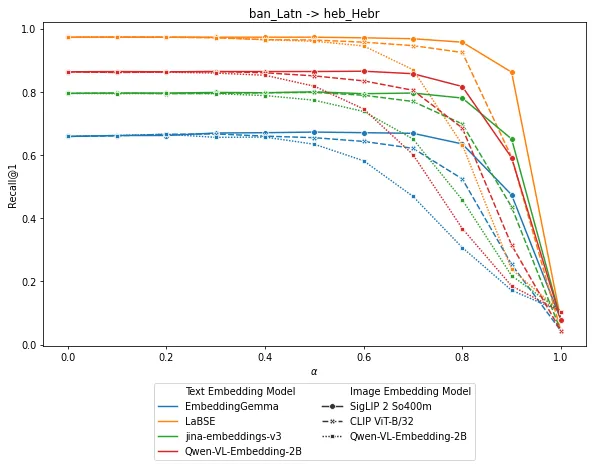 ban_Latn -> heb_Hebr
Recall@1
1.0
0.8
0.6
0.4
0.2
0.0
0.0 0.2 0.4 0.6 0.8 1.0
α
Text Embedding Model
EmbeddingGemma
LaBSE
jina-embeddings-v3
Qwen-VL-Embedding-2B
Image Embedding Model
SigLIP 2 So400m
CLIP ViT-B/32
Qwen-VL-Embedding-2B